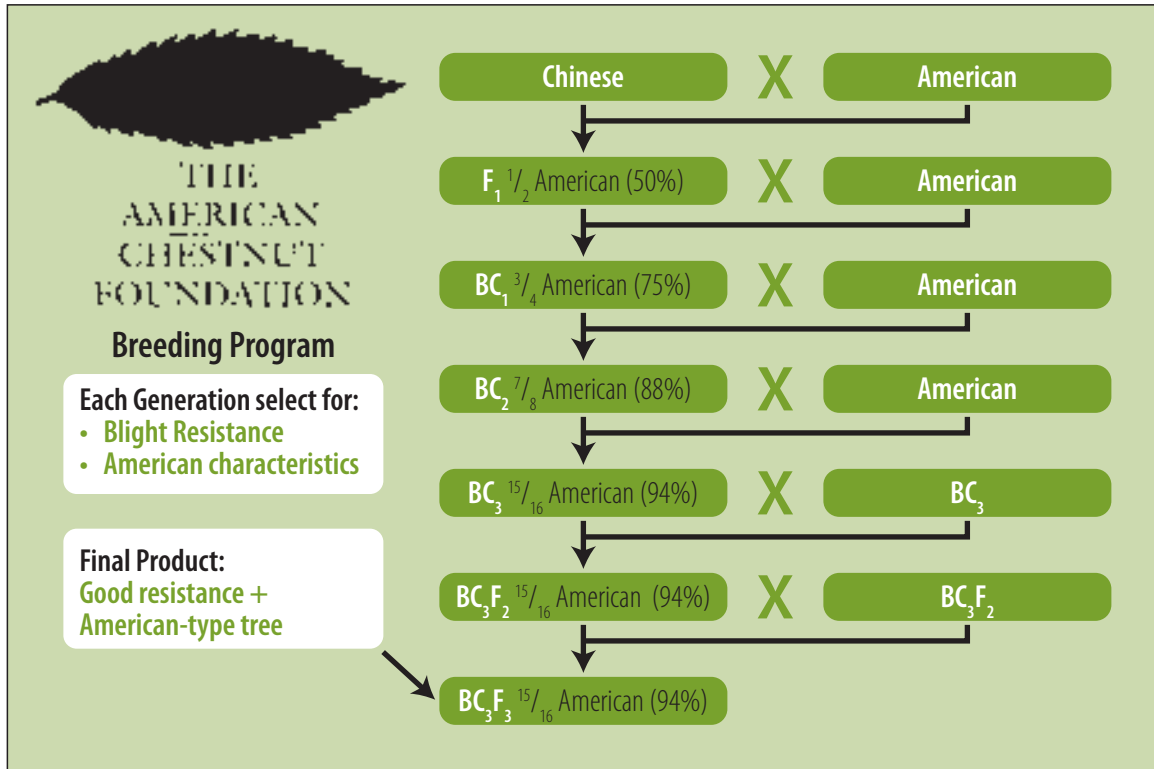 THE
AMERICAN
CHESTNUT
FOUNDATION
Breeding Program
Each Generation select for:
• Blight Resistance
• American characteristics
Final Product:
Good resistance +
American-type tree
Chinese X American
F₁ ¹/₂ American (50%) X American
BC₁ ³/₄ American (75%) X American
BC₂ ⁷/₈ American (88%) X American
BC₃ ¹⁵/₁₆ American (94%) X BC₃
BC₃F₂ ¹⁵/₁₆ American (94%) X BC₃F₂
BC₃F₃ ¹⁵/₁₆ American (94%)